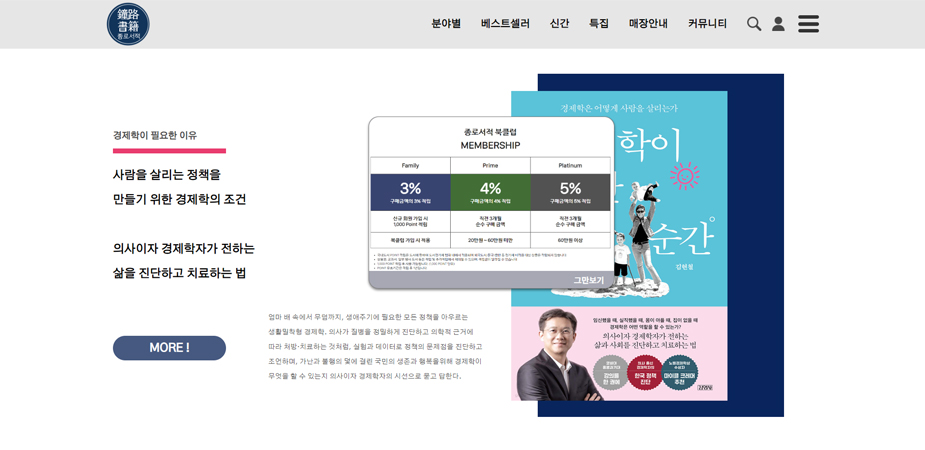 鐘路
書籍
종로서적
분야별
베스트셀러
신간
특집
매장안내
커뮤니티
경제학이 필요한 이유
사람을 살리는 정책을
만들기 위한 경제학의 조건
의사이자 경제학자가 전하는
삶을 진단하고 치료하는 법
MORE !
종로서적 북클럽
MEMBERSHIP
Family
Prime
Platinum
3%
구매금액의 3% 적립
4%
구매금액의 4% 적립
5%
구매금액의 5% 적립
신규 회원 가입 시
1,000 Point 적립
직전 3개월
순수 구매 금액
직전 3개월
순수 구매 금액
북클럽 가입 시 적용
20만원 ~ 60만원 미만
60만원 이상
그만보기
엄마 배 속에서 무덤까지, 생애주기에 필요한 모든 정책을 아우르는
생활밀착형 경제학. 의사가 질병을 정밀하게 진단하고 의학적 근거에
따라 처방·치료하는 것처럼, 실험과 데이터로 정책의 문제점을 진단하고
조언하며, 가난과 불행의 덫에 걸린 국민의 생존과 행복을위해 경제학이
무엇을 할 수 있는지 의사이자 경제학자의 시선으로 묻고 답한다.
경제학은 어떻게 사람을 살리는가
학이
순간
김현철
임신했을 때, 실직했을 때, 몸이 아플 때, 집이 없을 때
경제학은 어떤 역할을 할 수 있는가?
의사이자 경제학자가 전하는
삶과 사회를 진단하고 치료하는 법
강의를
한 권에
한국 정책
진단
마이클 크레머
추천
김영사